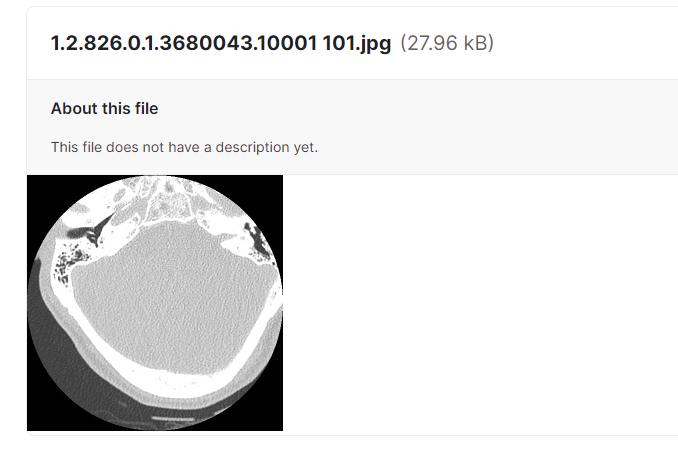 1.2.826.0.1.3680043.10001 101.jpg (27.96 kB)
About this file
This file does not have a description yet.